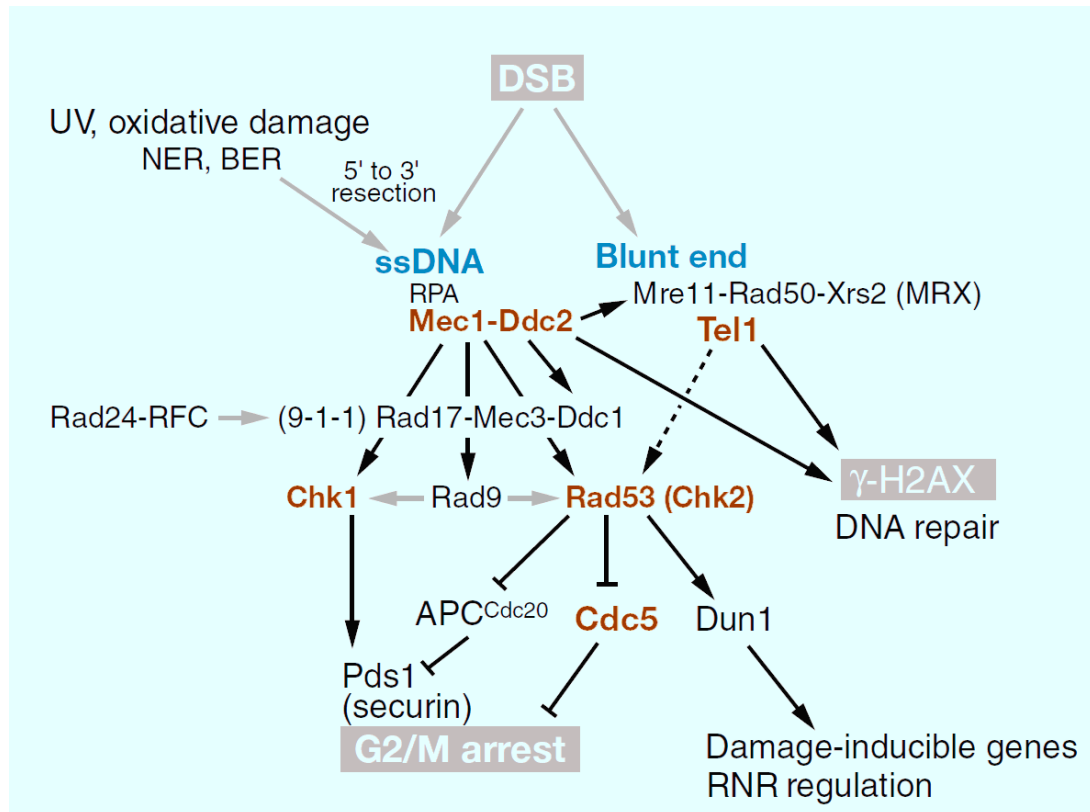 DSB
UV, oxidative damage
NER, BER
5' to 3'
resection
ssDNA
Blunt end
RPA
Mre11-Rad50-Xrs2 (MRX)
Mec1-Ddc2
Tel1
Rad24-RFC
(9-1-1) Rad17-Mec3-Ddc1
Chk1
Rad9
Rad53 (Chk2)
γ-H2AX
DNA repair
APCCdc20
Cdc5
Dun1
Pds1
(securin)
G2/M arrest
Damage-inducible genes
RNR regulation